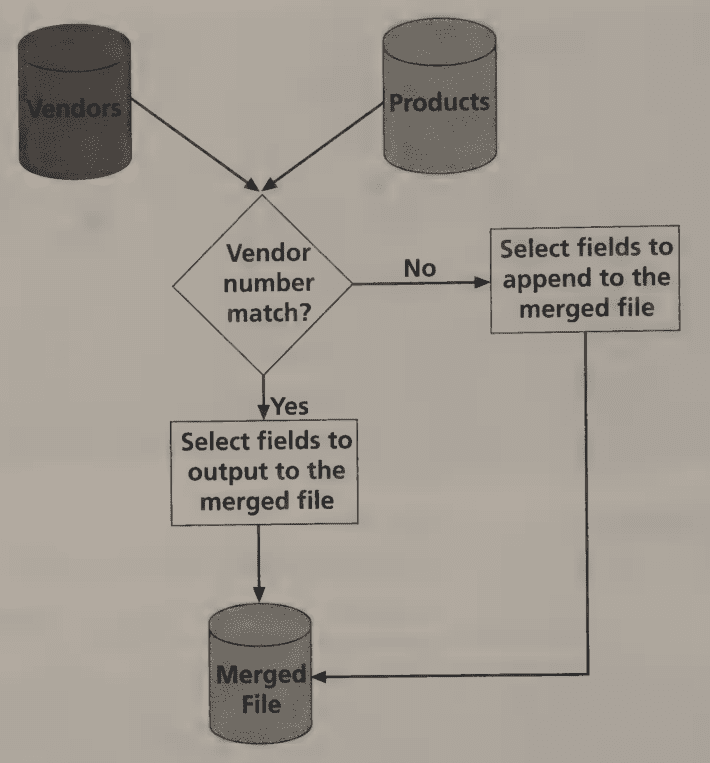 Vendors
Products
Vendor
number
match?
No
Select fields to
append to the
merged file
Yes
Select fields to
output to the
merged file
Merged
File